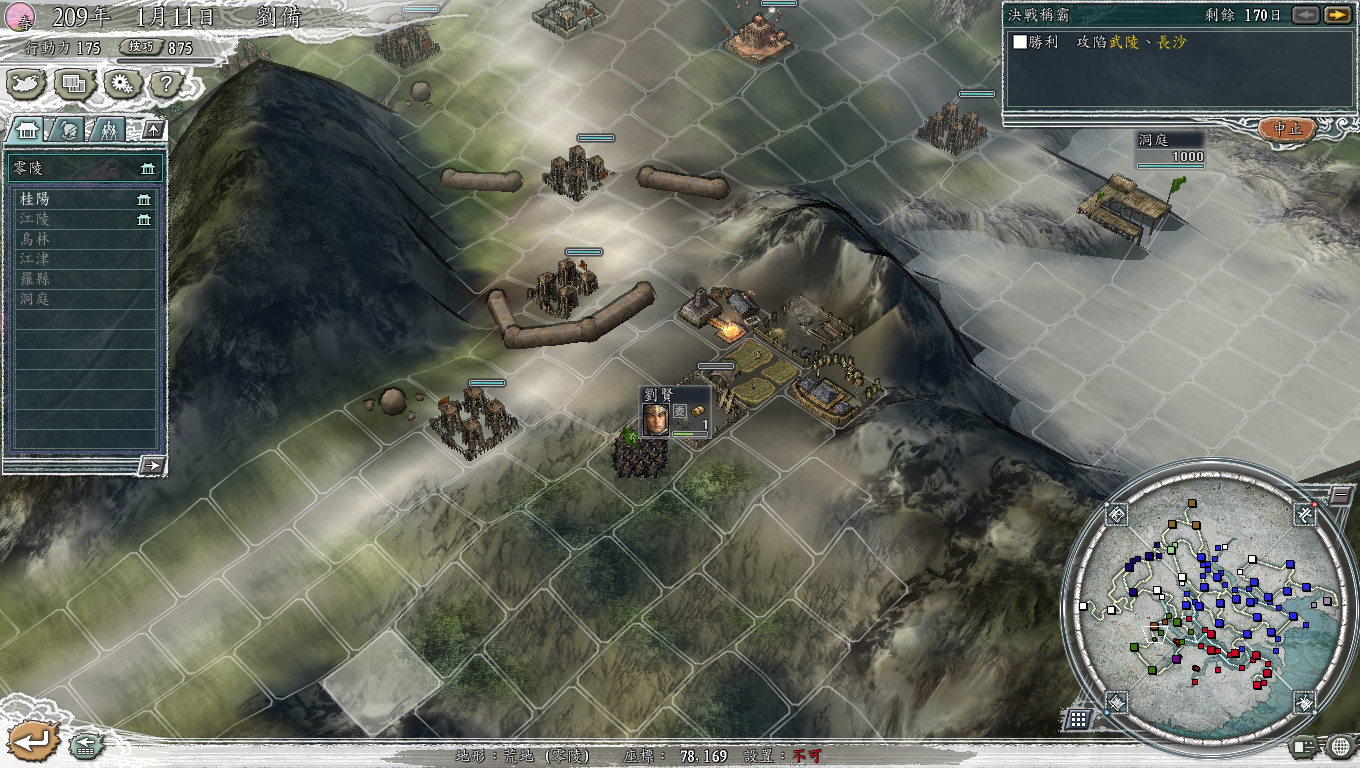 春 209年 1月11日 劉備
行動力 175 技巧 875
?
零陵
桂陽
江陵
烏林
江津
羅縣
洞庭
決戰稱霸 剩餘 170日
勝利 攻陷武陵、長沙
中止
洞庭
1000
劉賢
委
1
地形：荒地 (零陵) 座標： 78.169 設置：不可